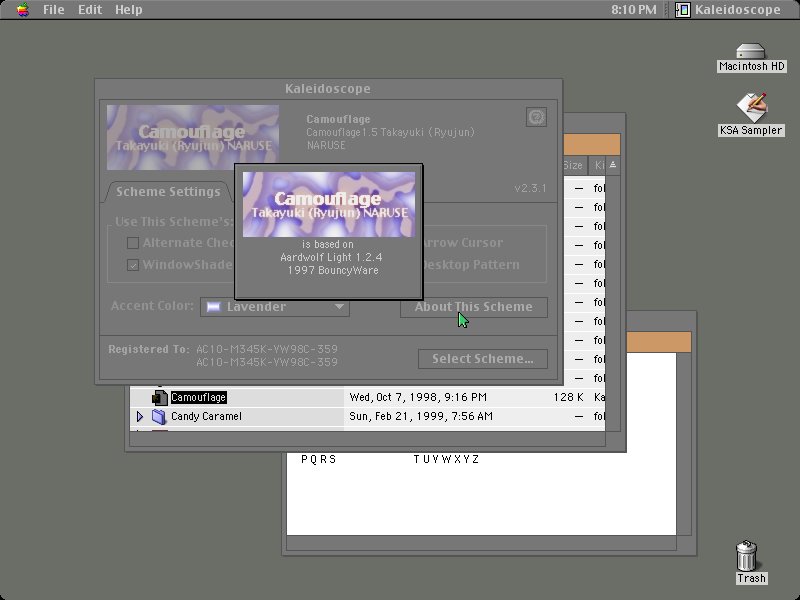 File Edit Help
8:10 PM Kaleidoscope
Macintosh HD
KSA Sampler
Kaleidoscope
Camouflage
Takayuki (Ryujun) NARUSE
Camouflage
Camouflage1.5 Takayuki (Ryujun)
NARUSE
v2.3.1
Scheme Settings
Use This Scheme's:
Alternate Chec
Arrow Cursor
WindowShade
Desktop Pattern
Accent Color: Lavender
About This Scheme
Registered To: AC10-M345K-YW98C-359
AC10-M345K-YW98C-359
Select Scheme...
Camouflage
Takayuki (Ryujun) NARUSE
is based on
Aardwolf Light 1.2.4
1997 BouncyWare
Size Ki
— fol
— fol
— fol
— fol
— fol
— fol
— fol
— fol
— fol
— fol
— fol
Camouflage Wed, Oct 7, 1998, 9:16 PM 128 K Ka
Candy Caramel Sun, Feb 21, 1999, 7:56 AM — fol
P Q R S T U V W X Y Z
Trash